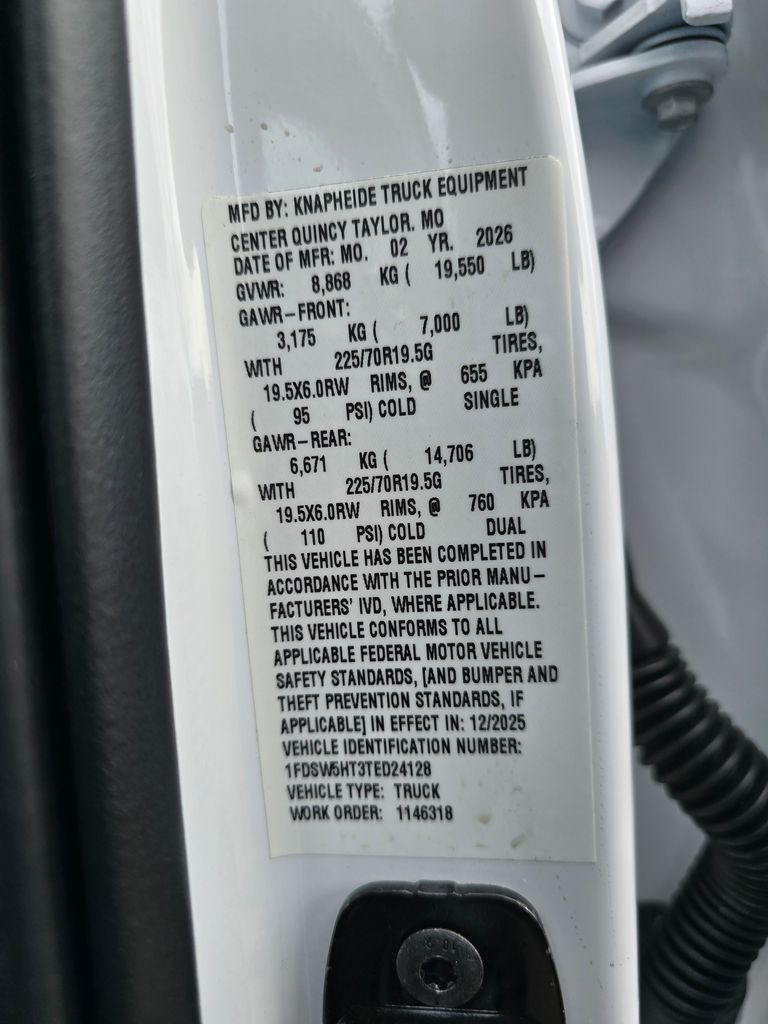 MFD BY: KNAPHEIDE TRUCK EQUIPMENT
CENTER QUINCY TAYLOR, MO
DATE OF MFR: MO. 02 YR. 2026
GVWR: 8,868 KG ( 19,550 LB)
GAWR-FRONT:
3,175 KG ( 7,000 LB)
WITH 225/70R19.5G TIRES,
19.5X6.0RW RIMS, @ 655 KPA
( 95 PSI) COLD SINGLE
GAWR-REAR:
6,671 KG ( 14,706 LB)
WITH 225/70R19.5G TIRES,
19.5X6.0RW RIMS, @ 760 KPA
( 110 PSI) COLD DUAL
THIS VEHICLE HAS BEEN COMPLETED IN
ACCORDANCE WITH THE PRIOR MANU-
FACTURERS' IVD, WHERE APPLICABLE.
THIS VEHICLE CONFORMS TO ALL
APPLICABLE FEDERAL MOTOR VEHICLE
SAFETY STANDARDS, [AND BUMPER AND
THEFT PREVENTION STANDARDS, IF
APPLICABLE] IN EFFECT IN: 12/2025
VEHICLE IDENTIFICATION NUMBER:
1FDSW5HT3TED24128
VEHICLE TYPE: TRUCK
WORK ORDER: 1146318